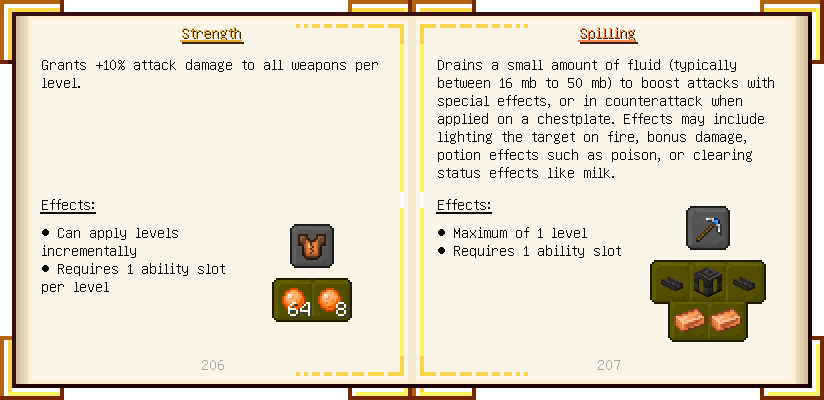 Strength
Grants +10% attack damage to all weapons per
level.
Effects:
• Can apply levels
incrementally
• Requires 1 ability slot
per level
64
8
206
Spilling
Drains a small amount of fluid (typically
between 16 mb to 50 mb) to boost attacks with
special effects, or in counterattack when
applied on a chestplate. Effects may include
lighting the target on fire, bonus damage,
potion effects such as poison, or clearing
status effects like milk.
Effects:
• Maximum of 1 level
• Requires 1 ability slot
207